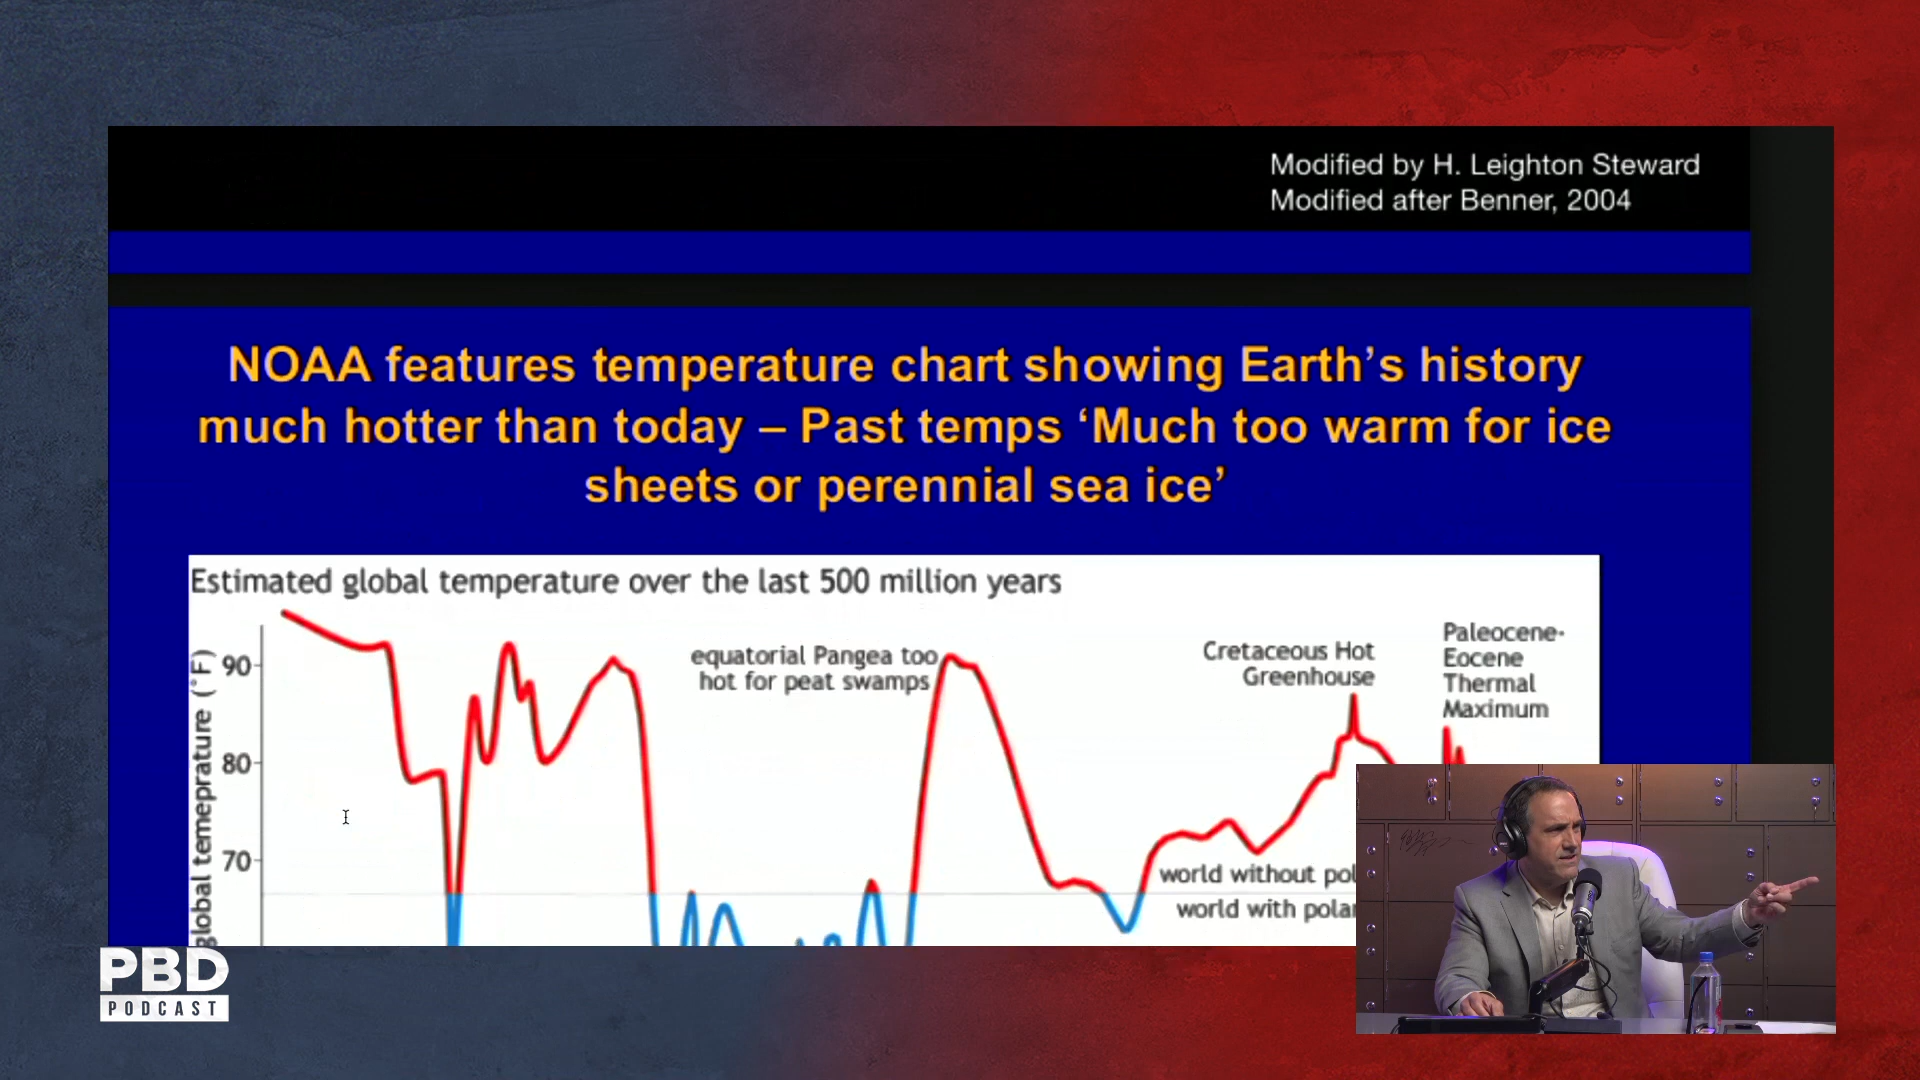 Modified by H. Leighton Steward
Modified after Benner, 2004
NOAA features temperature chart showing Earth’s history
much hotter than today – Past temps ‘Much too warm for ice
sheets or perennial sea ice’
Estimated global temperature over the last 500 million years
global temeprature (˚F)
90
80
70
equatorial Pangea too
hot for peat swamps
Cretaceous Hot
Greenhouse
Paleocene-
Eocene
Thermal
Maximum
world without pol
world with polar
PBD
PODCAST